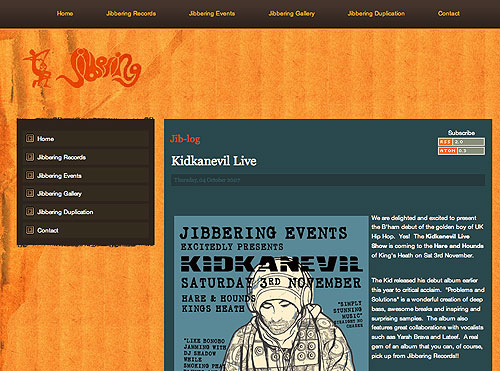 Home Jibbering Records Jibbering Events Jibbering Gallery Jibbering Duplication Contact
Jibbering
Home
Jibbering Records
Jibbering Events
Jibbering Gallery
Jibbering Duplication
Contact
Jib-log
Subscribe
RSS 2.0
ATOM 0.3
Kidkanevil Live
Thursday, 04 October 2007
JIBBERING EVENTS
EXCITEDLY PRESENTS
KIDKANEVIL
SATURDAY 3RD NOVEMBER
HARE & HOUNDS
KINGS HEATH
"SIMPLY
STUNNING
MUSIC"
STRAIGHT NO
CHASER
"LIKE BONOBO
JAMMING WITH
DJ SHADOW
WHILE
SMOKING
We are delighted and excited to present
the B'ham debut of the golden boy of UK
Hip Hop. Yes! The Kidkanevil Live
Show is coming to the Hare and Hounds
of King's Heath on Sat 3rd November.
The Kid released his debut album earlier
this year to critical acclaim. "Problems and
Solutions" is a wonderful creation of deep
bass, awesome breaks and inspiring and
surprising samples. The album also
features great collaborations with vocalists
such aas Yarah Bravo and Lateef. A real
gem of an album that you can, of course,
pick up from Jibbering Records!!